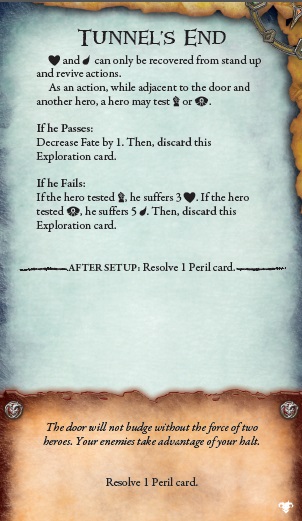 TUNNEL'S END
and can only be recovered from stand up
and revive actions.
As an action, while adjacent to the door and
another hero, a hero may test or .
If he Passes:
Decrease Fate by 1. Then, discard this
Exploration card.
If he Fails:
If the hero tested , he suffers 3 . If the hero
tested , he suffers 5 . Then, discard this
Exploration card.
AFTER SETUP: Resolve 1 Peril card.
The door will not budge without the force of two
heroes. Your enemies take advantage of your halt.
Resolve 1 Peril card.